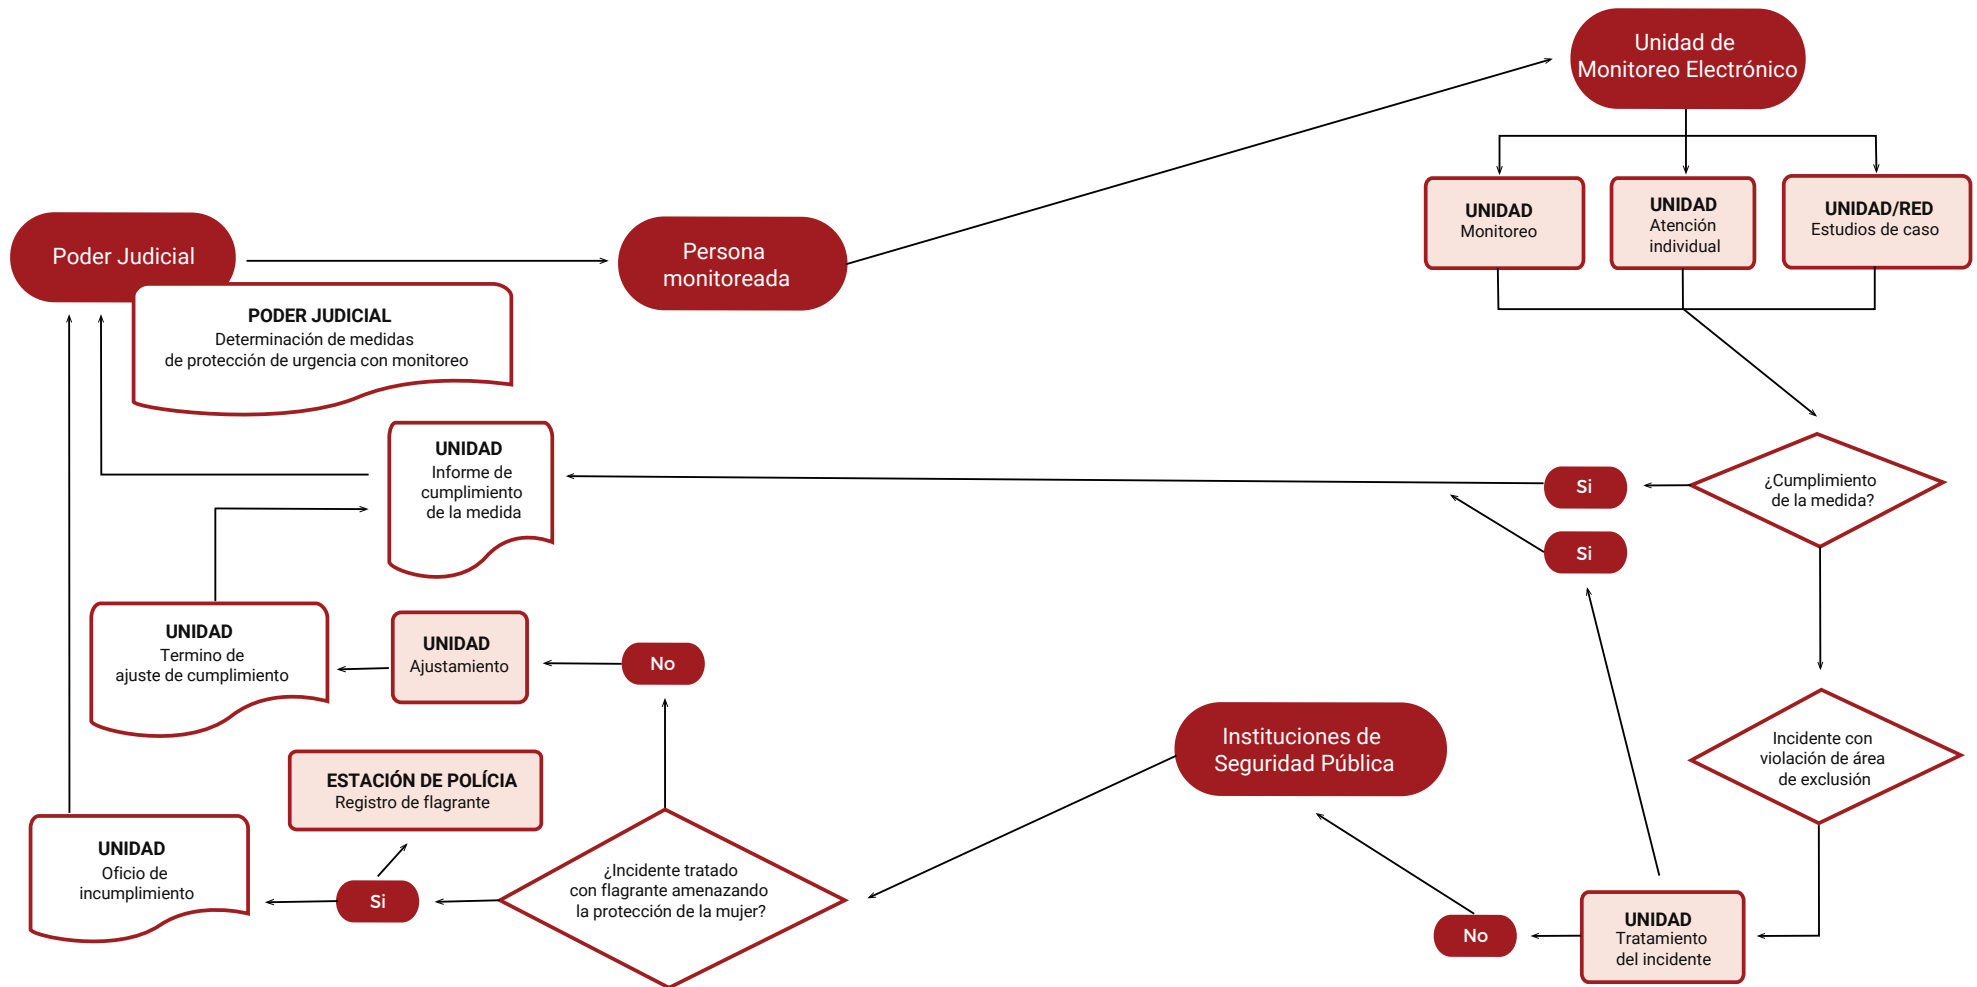 Unidad de
Monitoreo Electrónico
UNIDAD
Monitoreo
UNIDAD
Atención
individual
UNIDAD/RED
Estudios de caso
Poder Judicial
Persona
monitoreada
PODER JUDICIAL
Determinación de medidas
de protección de urgencia con monitoreo
UNIDAD
Informe de
cumplimiento
de la medida
Si
¿Cumplimiento
de la medida?
Si
UNIDAD
Termino de
ajuste de cumplimiento
UNIDAD
Ajustamiento
No
Instituciones de
Seguridad Pública
Incidente con
violación de área
de exclusión
ESTACIÓN DE POLÍCIA
Registro de flagrante
UNIDAD
Oficio de
incumplimiento
Si
¿Incidente tratado
con flagrante amenazando
la protección de la mujer?
No
UNIDAD
Tratamiento
del incidente